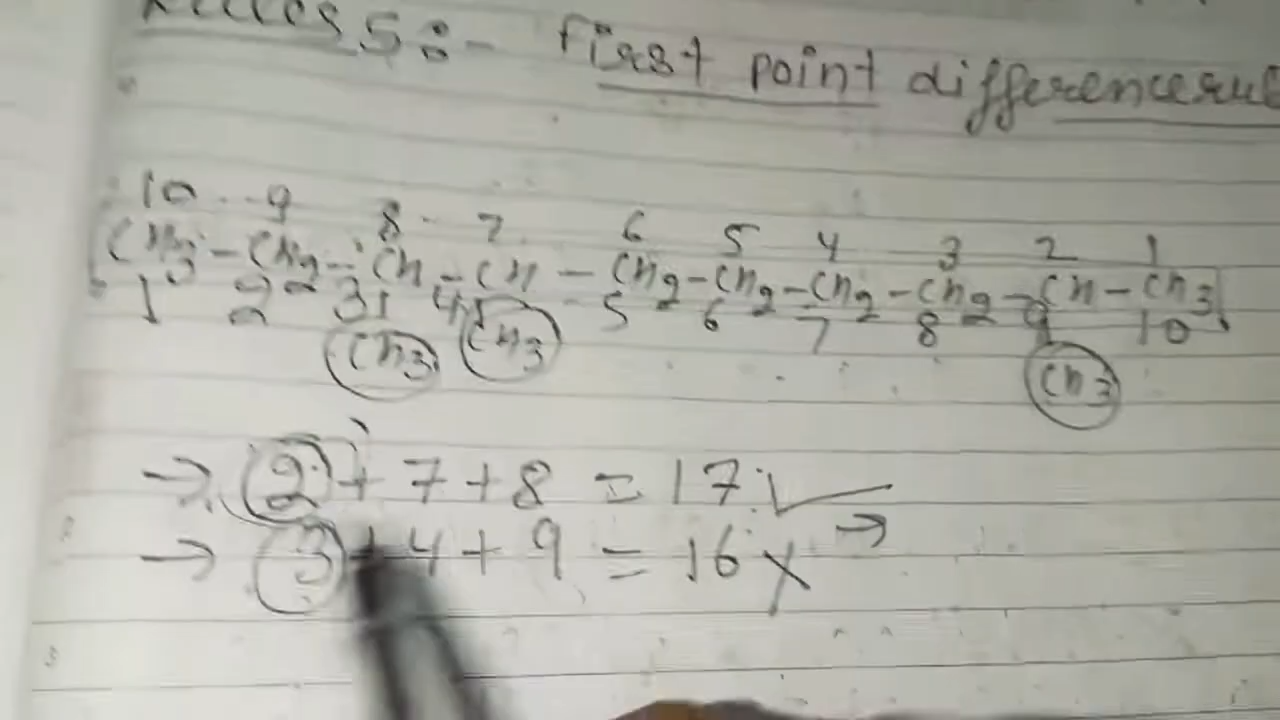 Rules 5:- first point difference rul
10 9 8 7 6 5 4 3 2 1
CH3 - CH2 - CH - CH - CH2 - CH2 - CH2 - CH2 - CH - CH3
1 2 3 4 5 6 7 8 9 10
CH3 CH3 CH3
→ 2 + 7 + 8 = 17 ✓
→ 3 + 4 + 9 = 16 x →